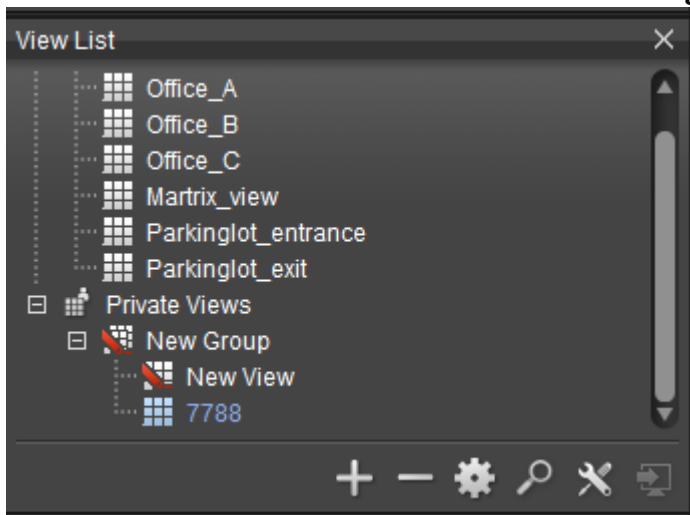 View List
Office_A
Office_B
Office_C
Martrix_view
Parkinglot_entrance
Parkinglot_exit
Private Views
New Group
New View
7788